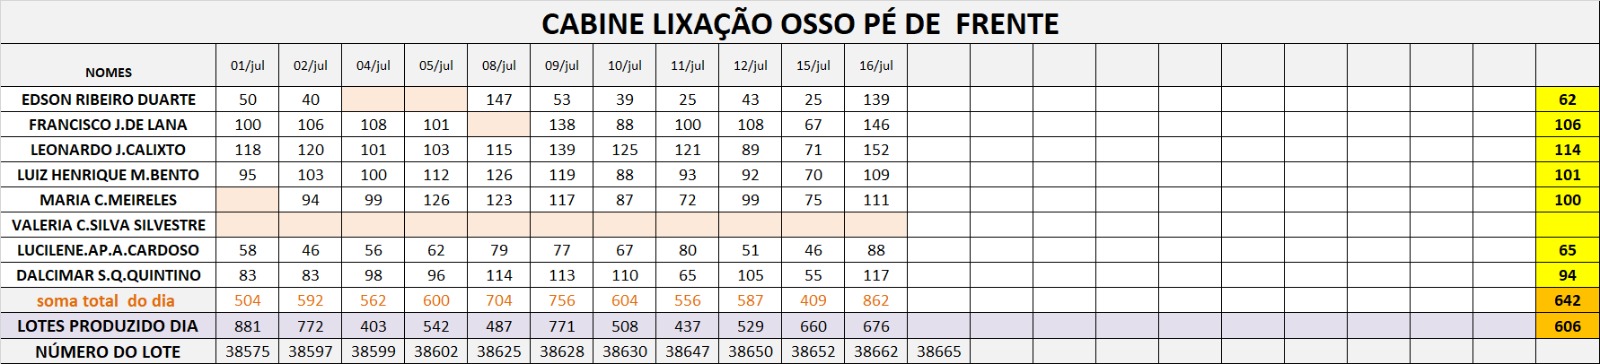 CABINE LIXAÇÃO OSSO PÉ DE FRENTE
NOMES 01/jul 02/jul 04/jul 05/jul 08/jul 09/jul 10/jul 11/jul 12/jul 15/jul 16/jul
EDSON RIBEIRO DUARTE 50 40 147 53 39 25 43 25 139 62
FRANCISCO J.DE LANA 100 106 108 101 138 88 100 108 67 146 106
LEONARDO J.CALIXTO 118 120 101 103 115 139 125 121 89 71 152 114
LUIZ HENRIQUE M.BENTO 95 103 100 112 126 119 88 93 92 70 109 101
MARIA C.MEIRELES 94 99 126 123 117 87 72 99 75 111 100
VALERIA C.SILVA SILVESTRE
LUCILENE.AP.A.CARDOSO 58 46 56 62 79 77 67 80 51 46 88 65
DALCIMAR S.Q.QUINTINO 83 83 98 96 114 113 110 65 105 55 117 94
soma total do dia 504 592 562 600 704 756 604 556 587 409 862 642
LOTES PRODUZIDO DIA 881 772 403 542 487 771 508 437 529 660 676 606
NÚMERO DO LOTE 38575 38597 38599 38602 38625 38628 38630 38647 38650 38652 38662 38665